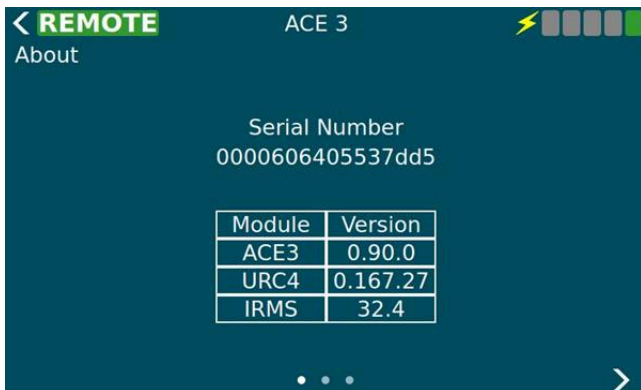 REMOTE ACE 3
About
Serial Number
0000606405537dd5
Module Version
ACE3 0.90.0
URC4 0.167.27
IRMS 32.4